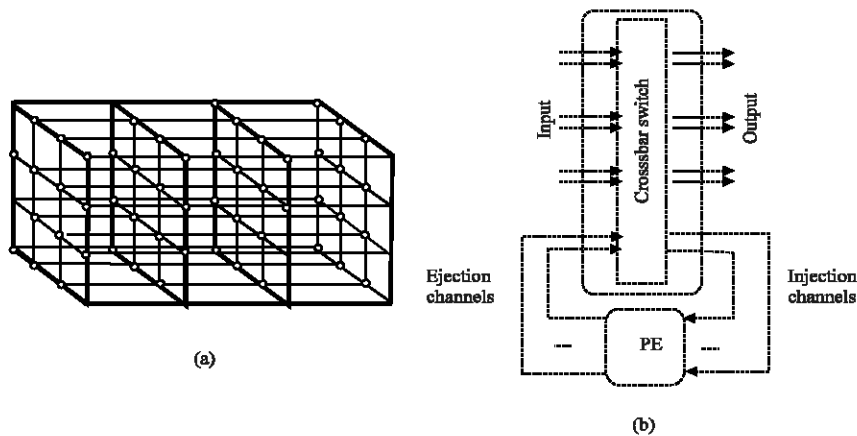 Input
Crosssbar switch
Output
Ejection
channels
Injection
channels
PE
(a)
(b)